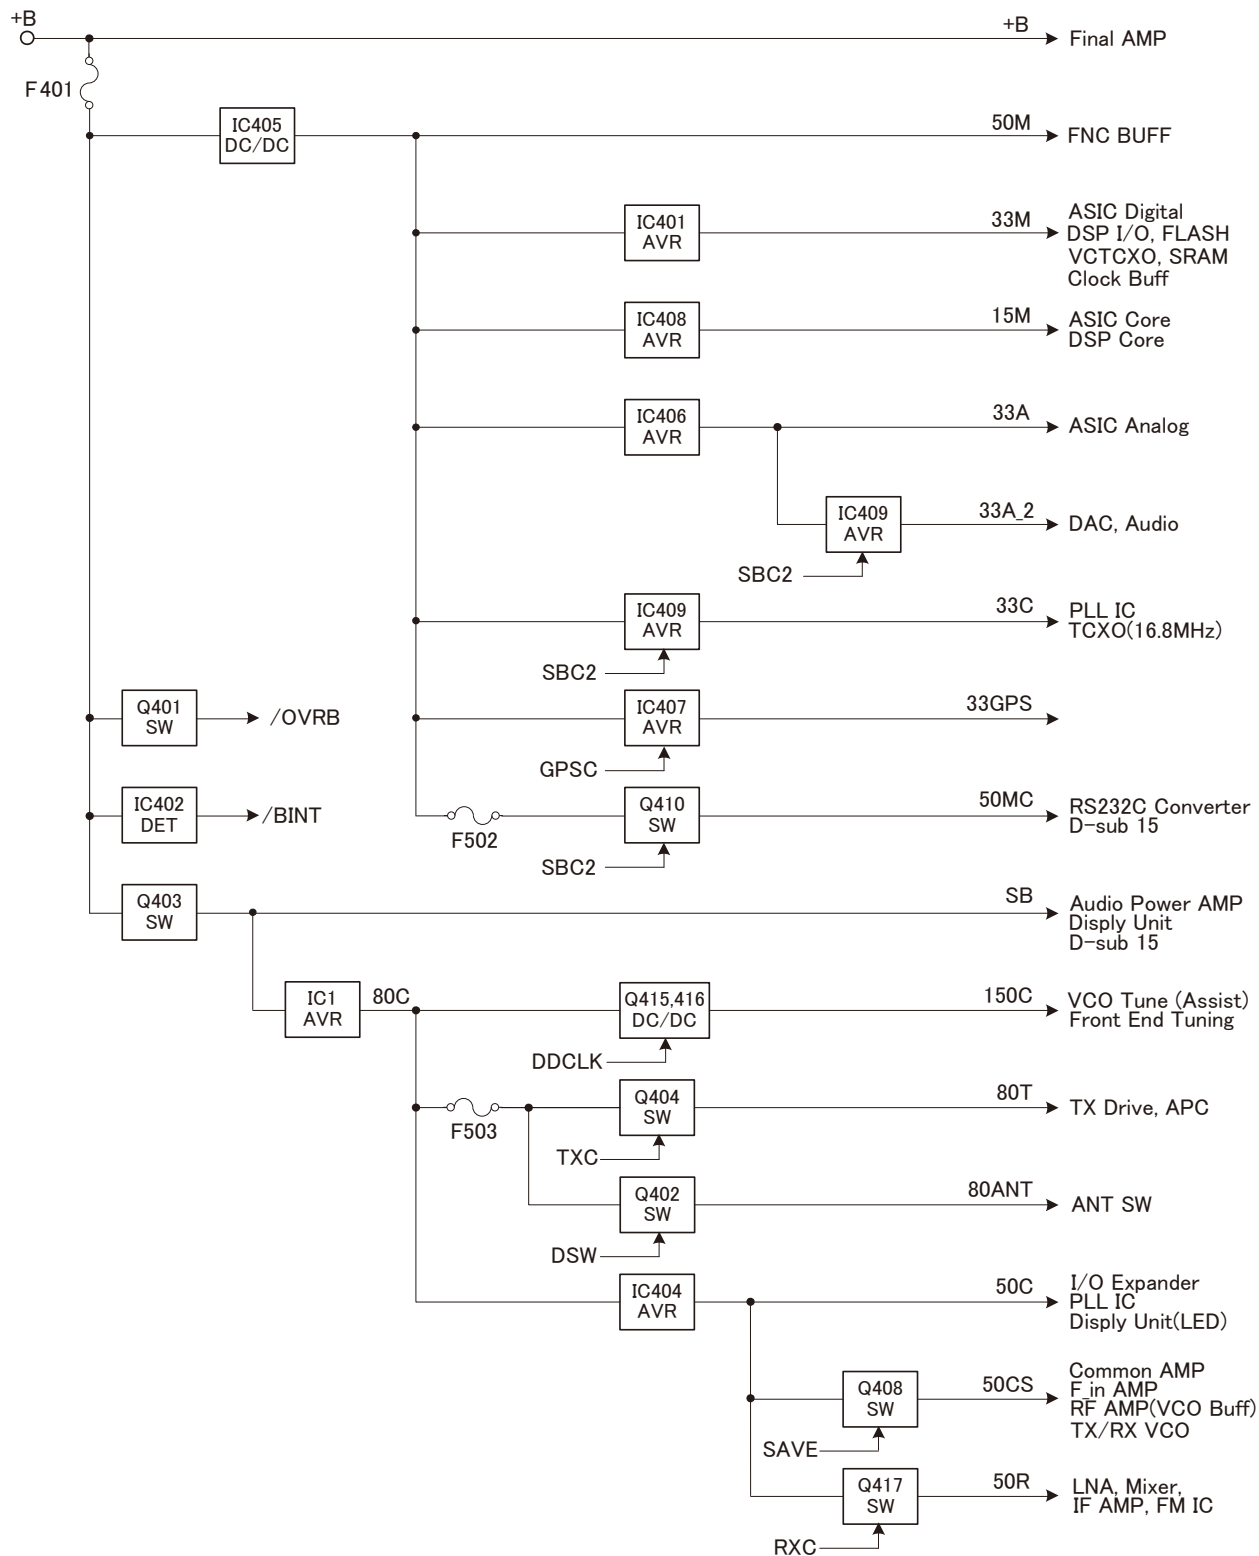 +B
+B
Final AMP
F401
IC405
DC/DC
50M
FNC BUFF
IC401
AVR
33M
ASIC Digital
DSP I/O, FLASH
VCTCXO, SRAM
Clock Buff
IC408
AVR
15M
ASIC Core
DSP Core
IC406
AVR
33A
ASIC Analog
IC409
AVR
33A_2
DAC, Audio
SBC2
IC409
AVR
33C
PLL IC
TCXO(16.8MHz)
SBC2
Q401
SW
/OVRB
IC407
AVR
33GPS
GPSC
IC402
DET
/BINT
F502
Q410
SW
50MC
RS232C Converter
D-sub 15
SBC2
Q403
SW
SB
Audio Power AMP
Disply Unit
D-sub 15
IC1
AVR
80C
Q415,416
DC/DC
150C
VCO Tune (Assist)
Front End Tuning
DDCLK
F503
Q404
SW
80T
TX Drive, APC
TXC
Q402
SW
80ANT
ANT SW
DSW
IC404
AVR
50C
I/O Expander
PLL IC
Disply Unit(LED)
Q408
SW
50CS
Common AMP
F_in AMP
RF AMP(VCO Buff)
TX/RX VCO
SAVE
Q417
SW
50R
LNA, Mixer,
IF AMP, FM IC
RXC